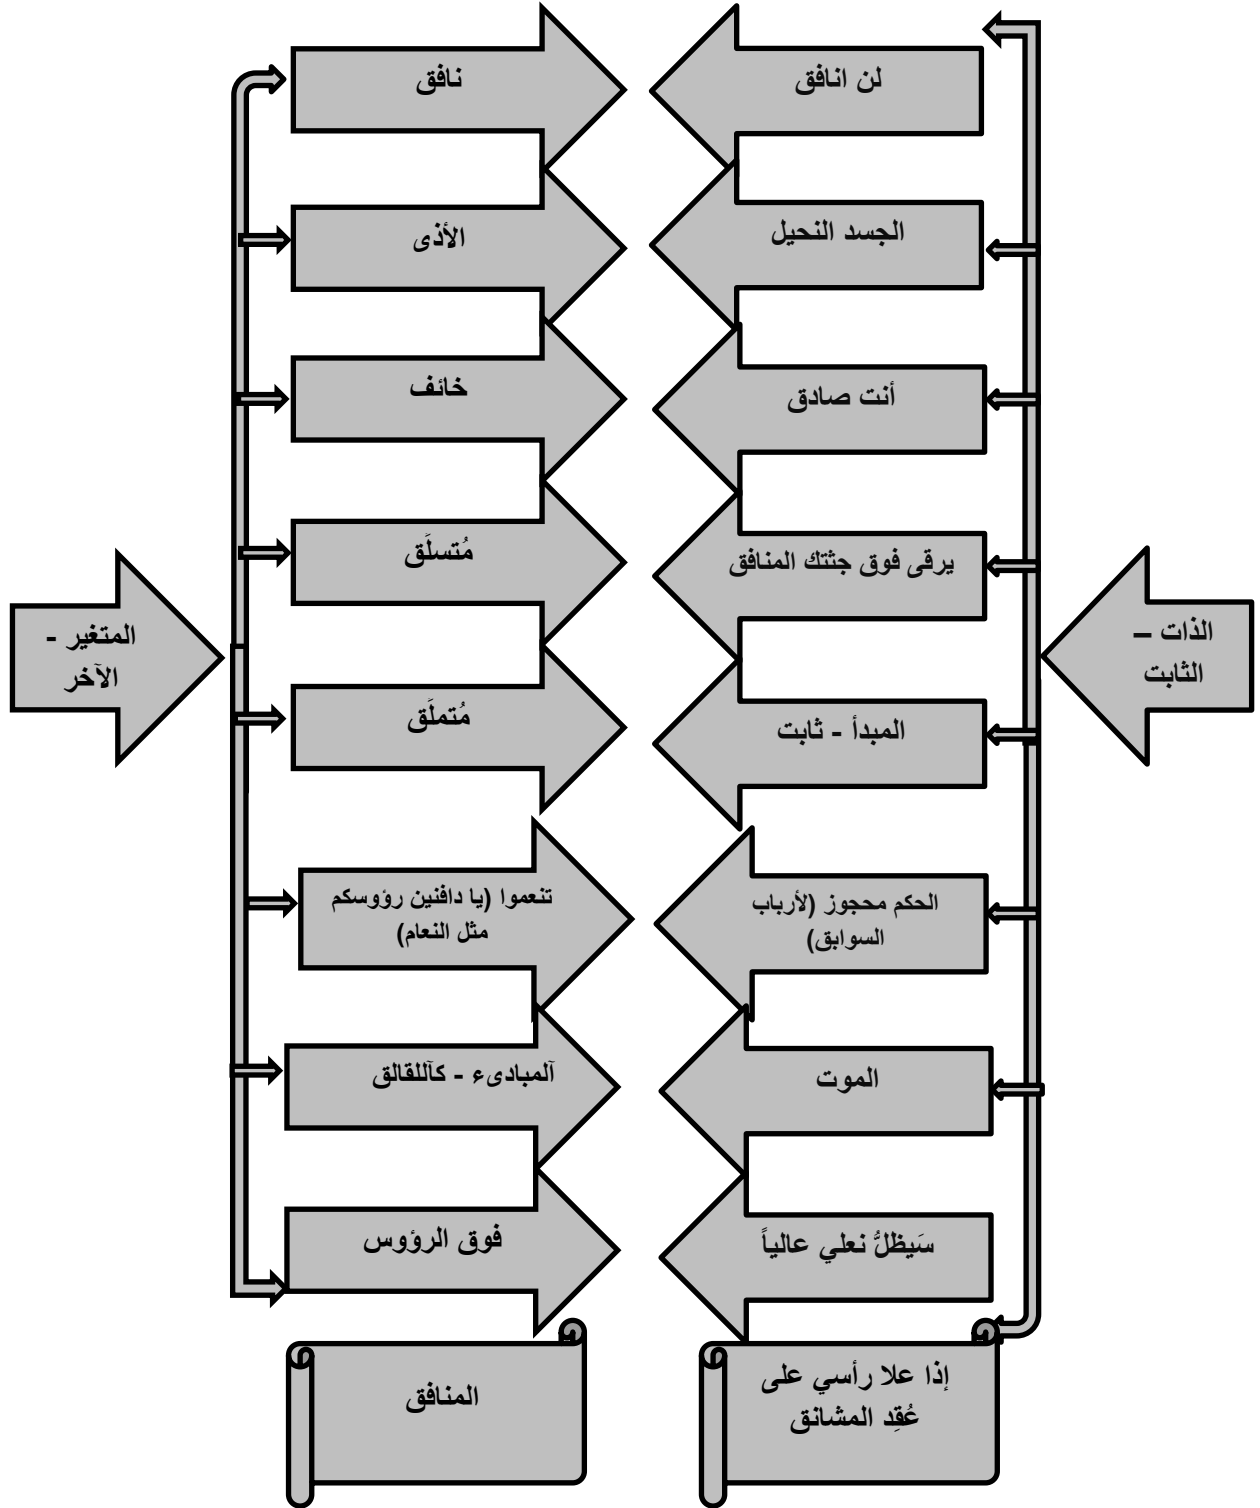 لن انافق
نافق
الجسد النحيل
الأذى
أنت صادق
خائف
يرقى فوق جثتك المنافق
مُتسلَق
الذات –
الثابت
المتغير -
الآخر
المبدأ - ثابت
مُتملَق
الحكم محجوز (لأرباب
السوابق)
تنعموا (يا دافنين رؤوسكم
مثل النعام)
الموت
آلمبادىء - كآللقالق
سَيظلُّ نعلي عالياً
فوق الرؤوس
إذا علا رأسي على
عُقِد المشانق
المنافق